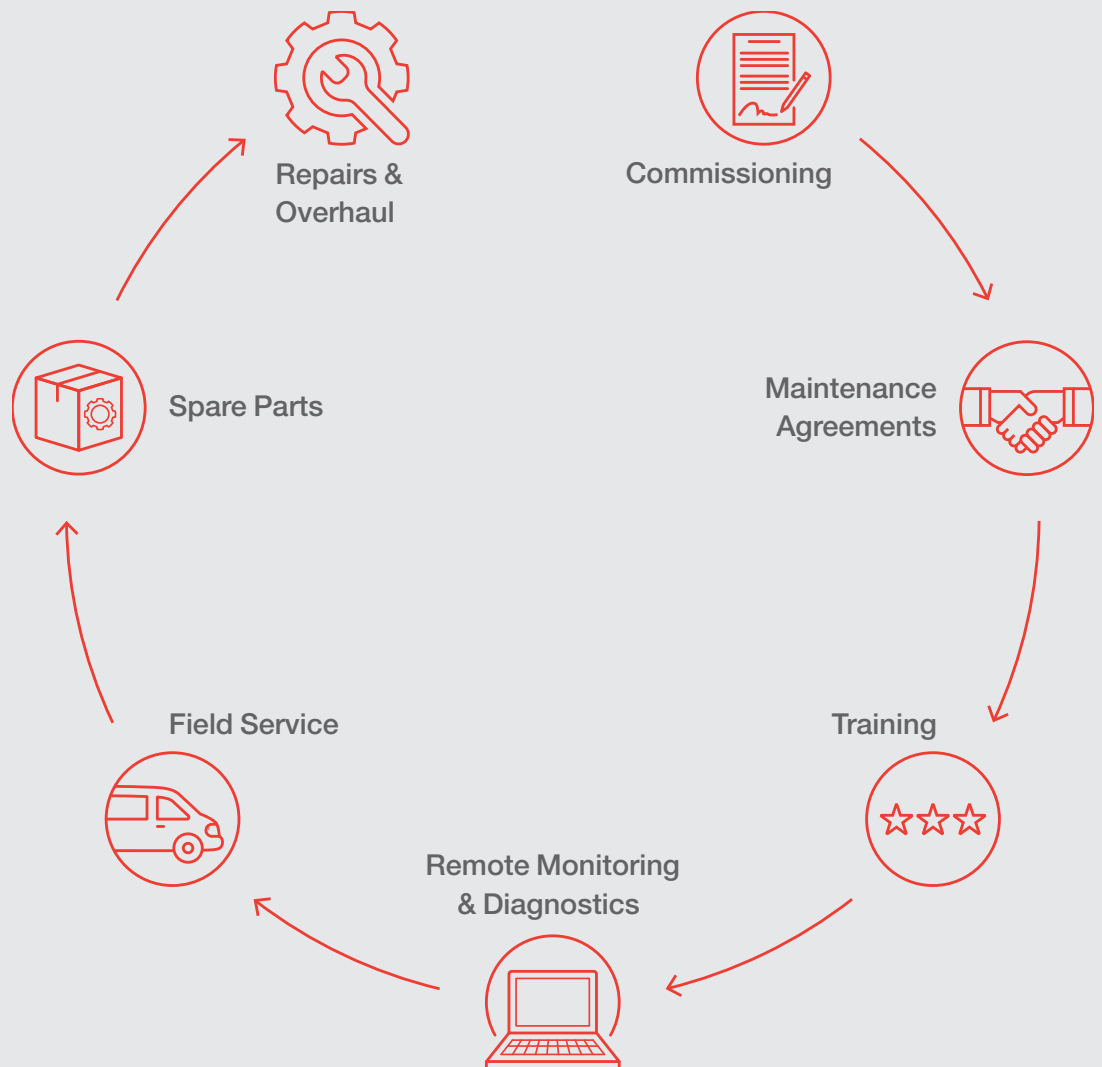 Repairs &
Overhaul
Commissioning
Maintenance
Agreements
Spare Parts
Field Service
Training
Remote Monitoring
& Diagnostics